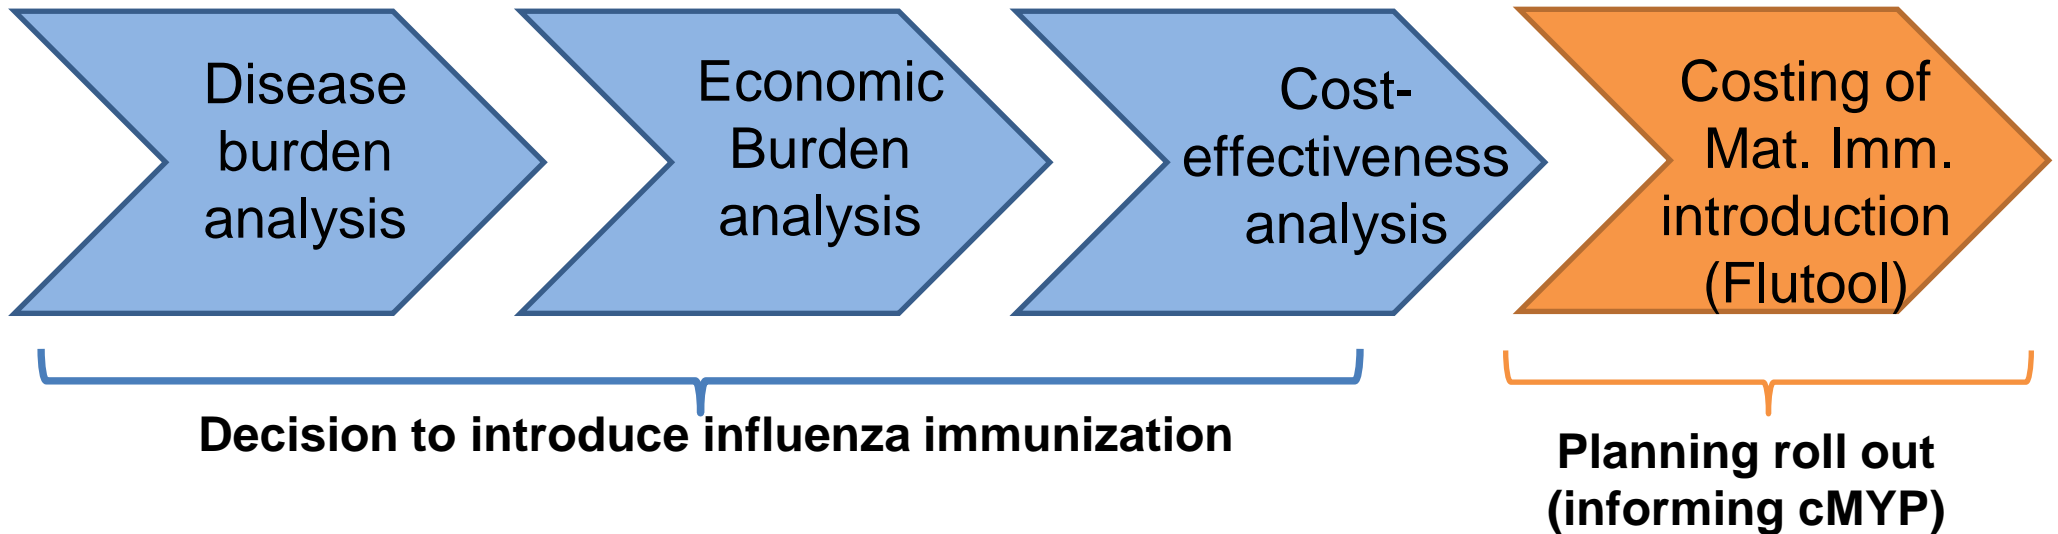 Disease
burden
analysis
Economic
Burden
analysis
Cost-
effectiveness
analysis
Costing of
Mat. Imm.
introduction
(Flutool)
Decision to introduce influenza immunization
Planning roll out
(informing cMYP)